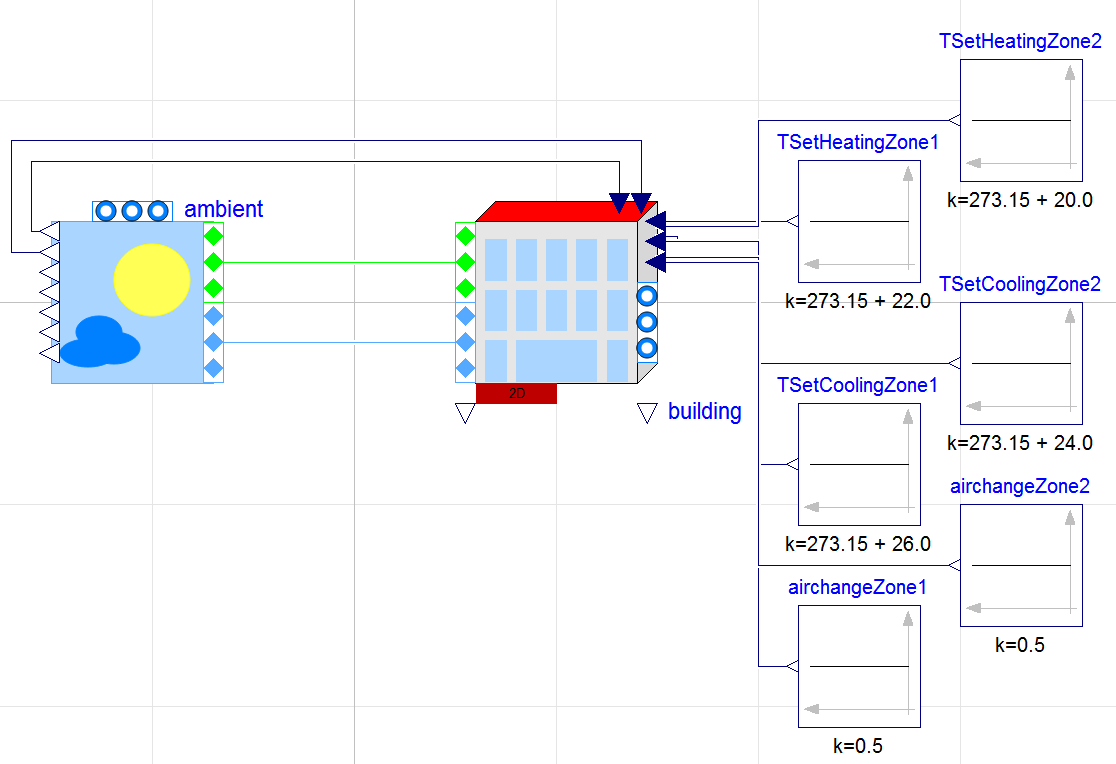 TSetHeatingZone2
k=273.15 + 20.0
TSetHeatingZone1
k=273.15 + 22.0
ambient
TSetCoolingZone2
k=273.15 + 24.0
2D
building
TSetCoolingZone1
k=273.15 + 26.0
airchangeZone2
k=0.5
airchangeZone1
k=0.5